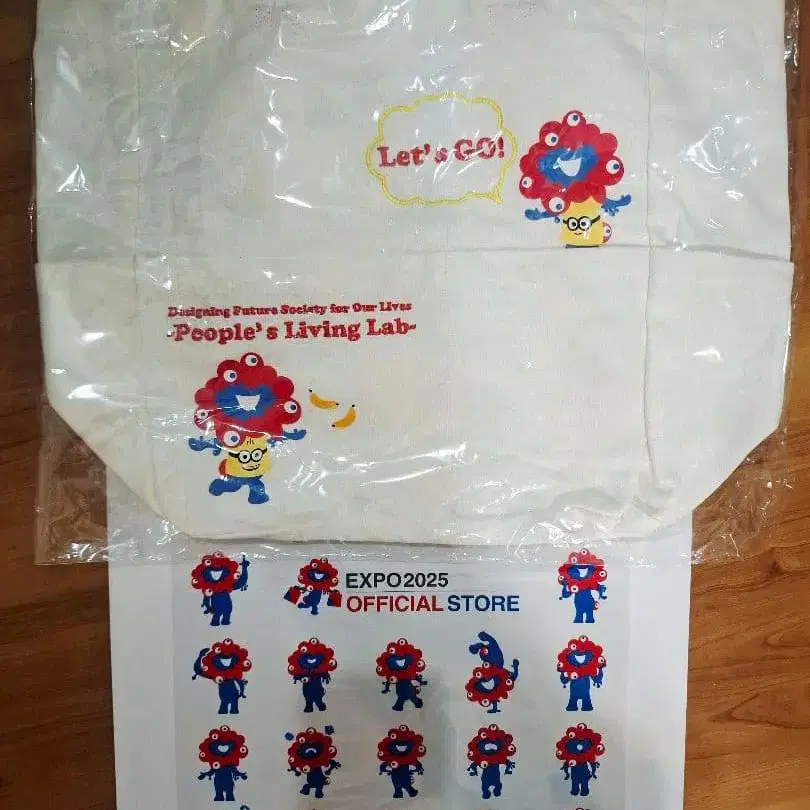 Let's GO!
Designing Future Society for Our Lives
-People's Living Lab-
EXPO2025
OFFICIAL STORE